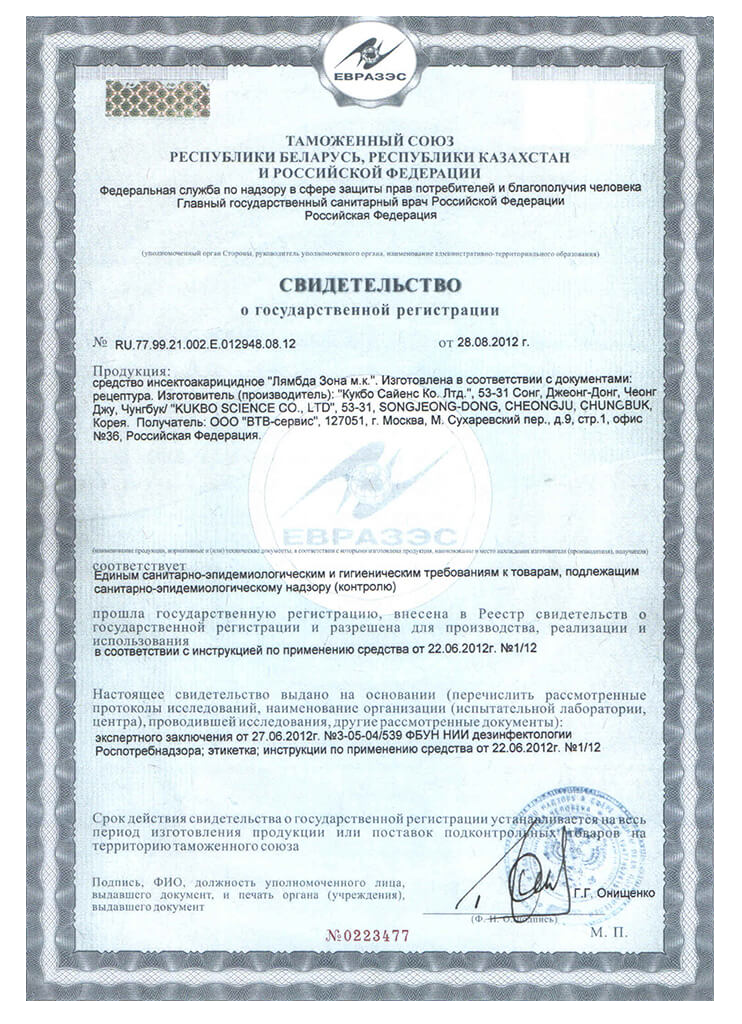 ЕВРАЗЭС
ТАМОЖЕННЫЙ СОЮЗ
РЕСПУБЛИКИ БЕЛАРУСЬ, РЕСПУБЛИКИ КАЗАХСТАН
И РОССИЙСКОЙ ФЕДЕРАЦИИ
Федеральная служба по надзору в сфере защиты прав потребителей и благополучия человека
Главный государственный санитарный врач Российской Федерации
Российская Федерация
(уполномоченный орган Стороны, руководитель уполномоченного органа, наименование административно-территориального образования)
СВИДЕТЕЛЬСТВО
о государственной регистрации
№ RU.77.99.21.002.Е.012948.08.12 от 28.08.2012 г.
Продукция:
средство инсектоакарицидное "Лямбда Зона м.к.". Изготовлена в соответствии с документами:
рецептура. Изготовитель (производитель): "Кукбо Сайенс Ко. Лтд.", 53-31 Сонг, Джеонг-Донг, Чеонг
Джу, Чунгбук/ "KUKBO SCIENCE CO., LTD", 53-31, SONGJEONG-DONG, CHEONGJU, CHUNGBUK,
Корея. Получатель: ООО "ВТВ-сервис", 127051, г. Москва, М. Сухаревский пер., д.9, стр.1, офис
№36, Российская Федерация.
ЕВРАЗЭС
(наименование продукции, нормативные и (или) технические документы, в соответствии с которыми изготовлена продукция, наименование и место нахождения изготовителя (производителя), получателя)
соответствует
Единым санитарно-эпидемиологическим и гигиеническим требованиям к товарам, подлежащим
санитарно-эпидемиологическому надзору (контролю)
прошла государственную регистрацию, внесена в Реестр свидетельств о
государственной регистрации и разрешена для производства, реализации и
использования
в соответствии с инструкцией по применению средства от 22.06.2012г. №1/12
Настоящее свидетельство выдано на основании (перечислить рассмотренные
протоколы исследований, наименование организации (испытательной лаборатории,
центра), проводившей исследования, другие рассмотренные документы):
экспертного заключения от 27.06.2012г. №3-05-04/539 ФБУН НИИ дезинфектологии
Роспотребнадзора; этикетка; инструкции по применению средства от 22.06.2012г. №1/12
Срок действия свидетельства о государственной регистрации устанавливается на весь
период изготовления продукции или поставок подконтрольных товаров на
территорию таможенного союза
Подпись, ФИО, должность уполномоченного лица,
выдавшего документ, и печать органа (учреждения),
выдавшего документ
Г.Г. Онищенко
(Ф. И. О./подпись)
М. П.
№0223477